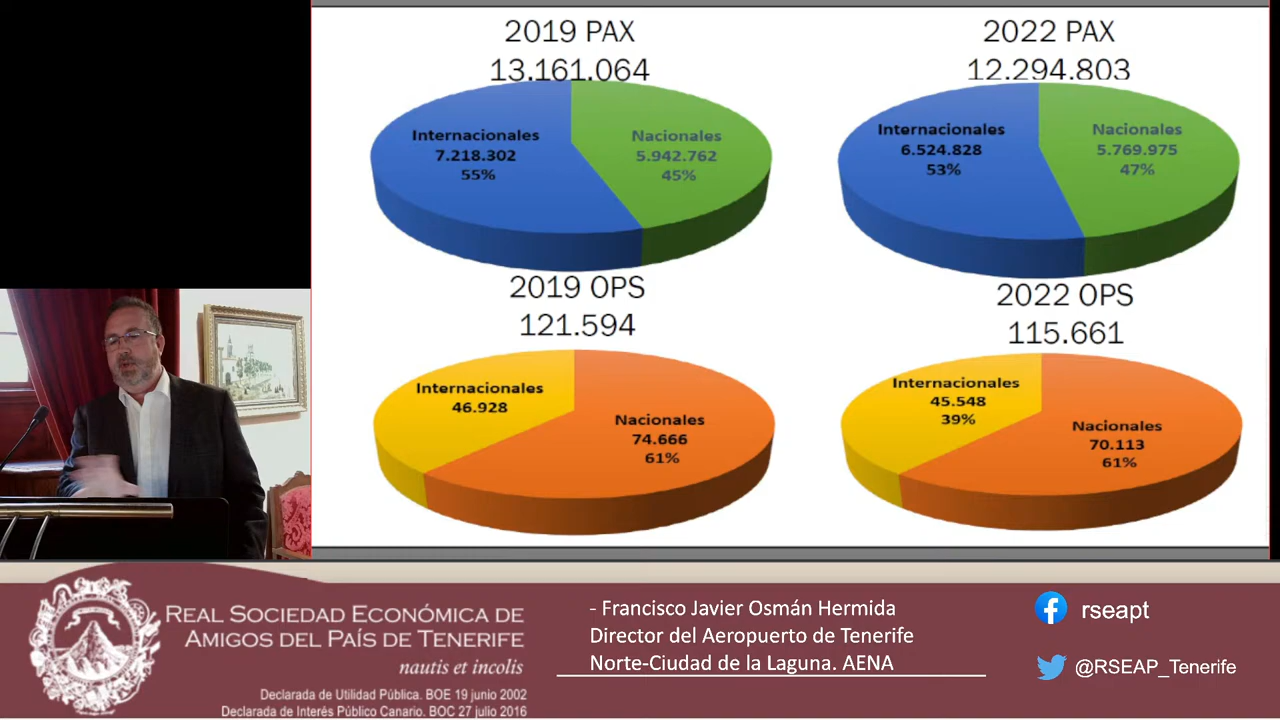 2019 PAX
13.161.064
Internacionales
7.218.302
55%
Nacionales
5.942.762
45%
2022 PAX
12.294.803
Internacionales
6.524.828
53%
Nacionales
5.769.975
47%
2019 OPS
121.594
Internacionales
46.928
Nacionales
74.666
61%
2022 OPS
115.661
Internacionales
45.548
39%
Nacionales
70.113
61%
REAL SOCIEDAD ECONÓMICA DE
AMIGOS DEL PAÍS DE TENERIFE
nautis et incolis
Declarada de Utilidad Pública. BOE 19 junio 2002
Declarada de Interés Público Canario. BOC 27 julio 2016
- Francisco Javier Osmán Hermida
Director del Aeropuerto de Tenerife
Norte-Ciudad de la Laguna. AENA
rseapt
@RSEAP_Tenerife